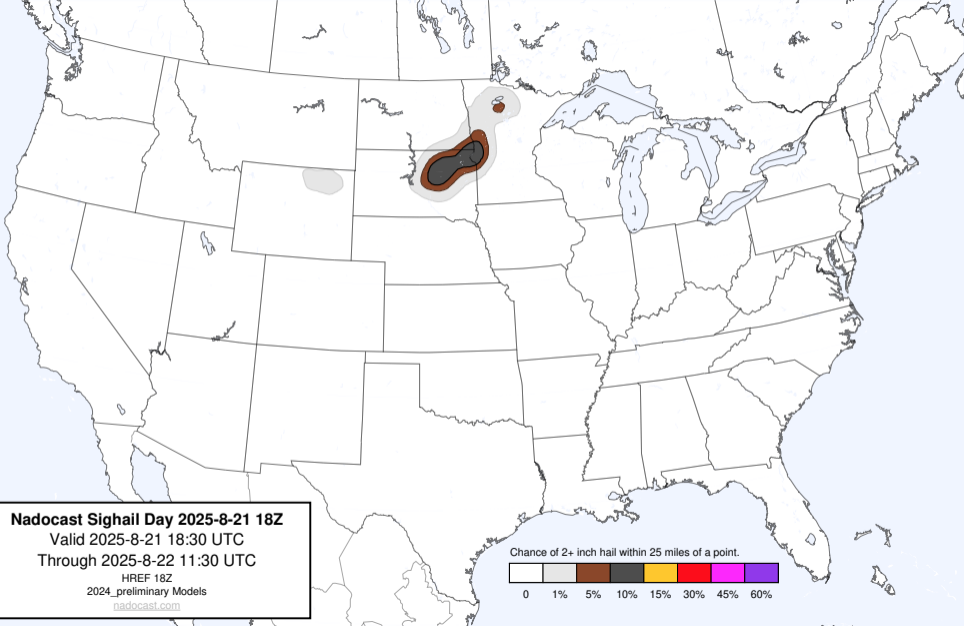 Nadocast Sighail Day 2025-8-21 18Z
Valid 2025-8-21 18:30 UTC
Through 2025-8-22 11:30 UTC
HREF 18Z
2024_preliminary Models
nadocast.com
Chance of 2+ inch hail within 25 miles of a point.
0 1% 5% 10% 15% 30% 45% 60%